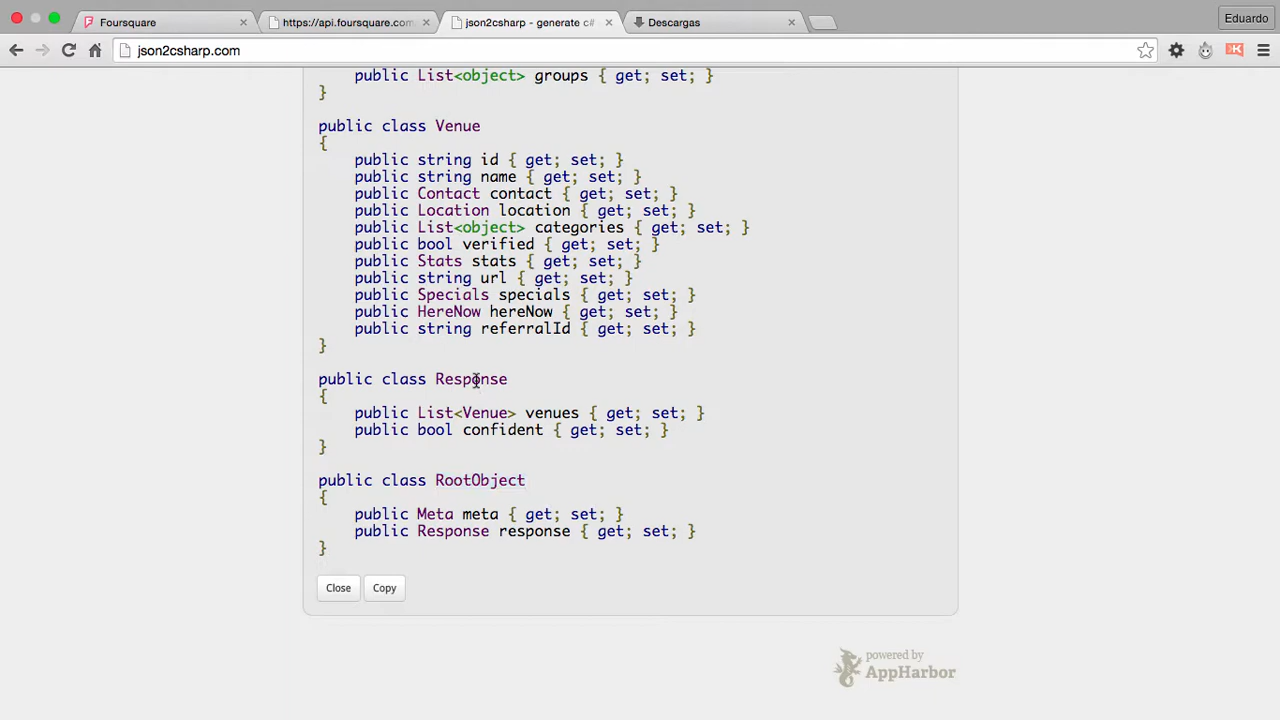 Foursquare
https://api.foursquare.com
json2csharp - generate c#
Descargas
Eduardo
json2csharp.com
public List<object> groups { get; set; }
}
public class Venue
{
public string id { get; set; }
public string name { get; set; }
public Contact contact { get; set; }
public Location location { get; set; }
public List<object> categories { get; set; }
public bool verified { get; set; }
public Stats stats { get; set; }
public string url { get; set; }
public Specials specials { get; set; }
public HereNow hereNow { get; set; }
public string referralId { get; set; }
}
public class Response
{
public List<Venue> venues { get; set; }
public bool confident { get; set; }
}
public class RootObject
{
public Meta meta { get; set; }
public Response response { get; set; }
}
Close
Copy
powered by
AppHarbor